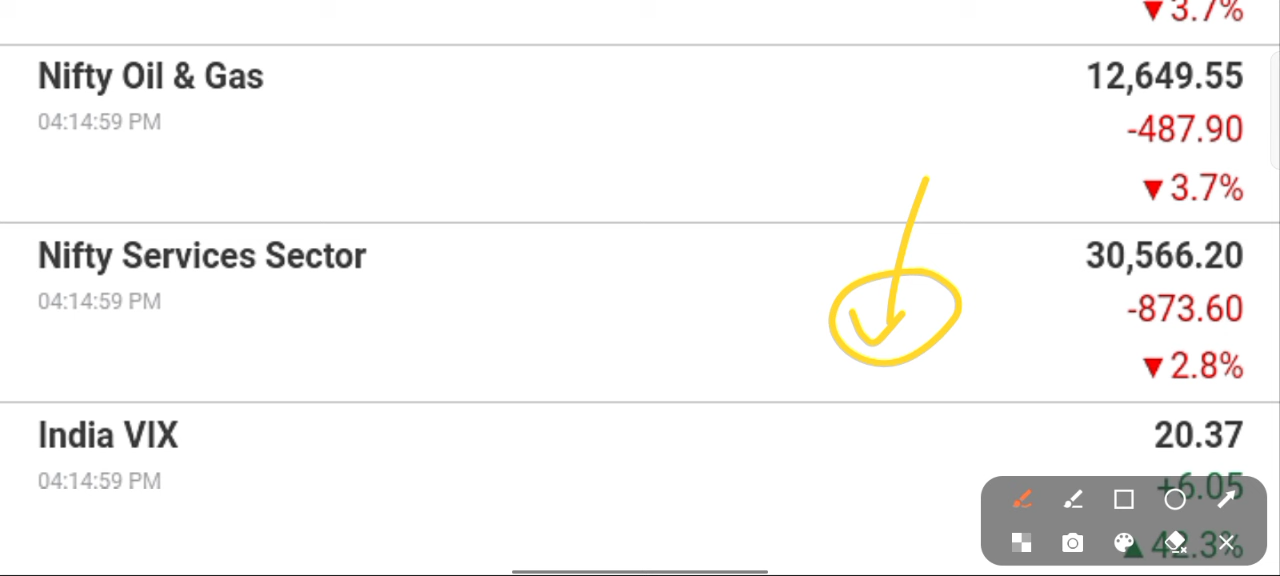 ▼3.7%
Nifty Oil & Gas 12,649.55
04:14:59 PM -487.90
▼3.7%
Nifty Services Sector 30,566.20
04:14:59 PM -873.60
▼2.8%
India VIX 20.37
04:14:59 PM +6.05
▲42.3%